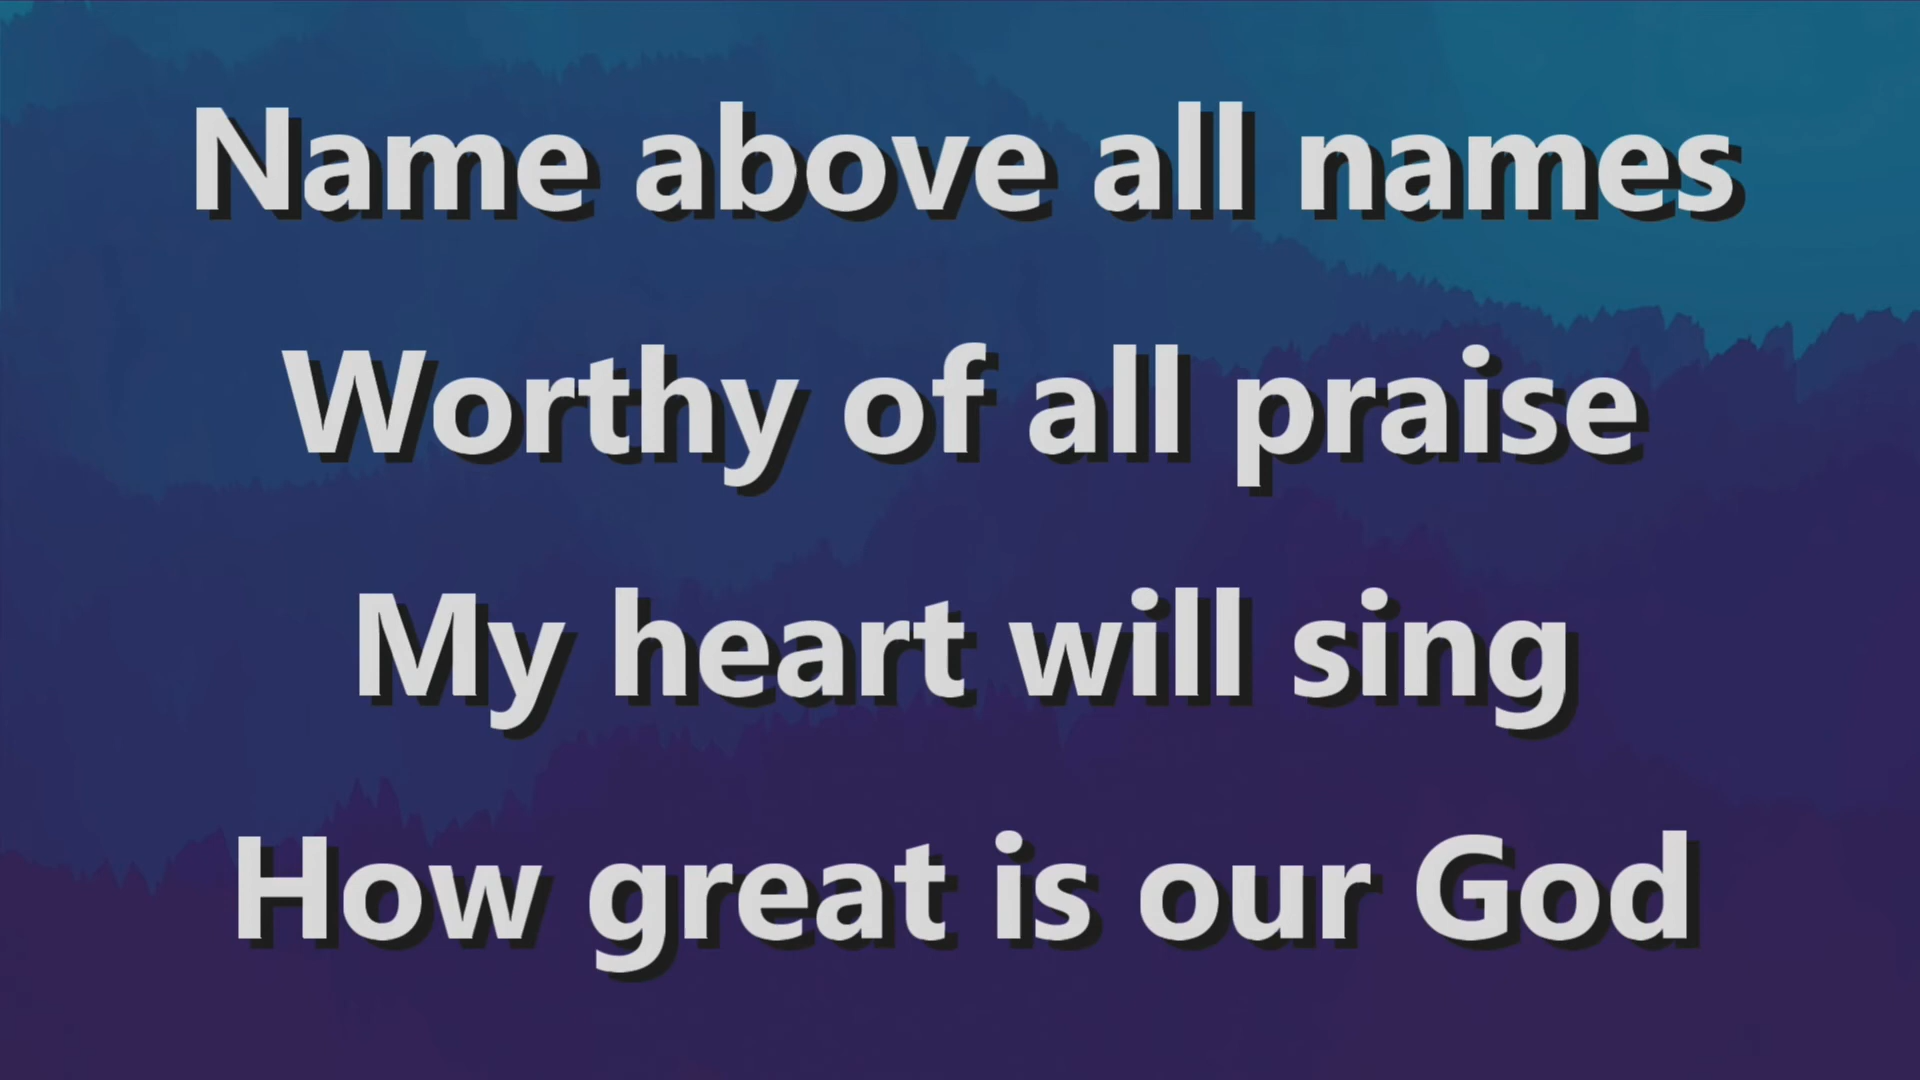 Name above all names
Worthy of all praise
My heart will sing
How great is our God